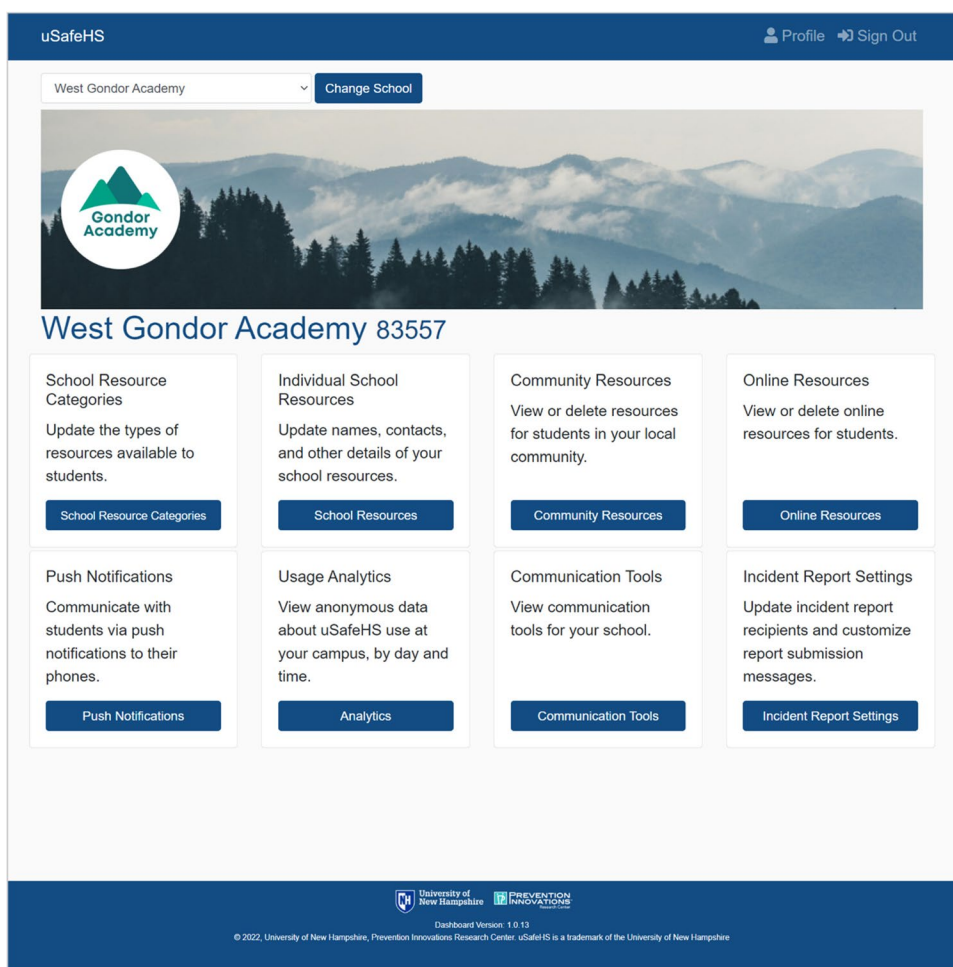 uSafeHS
Profile
Sign Out
West Gondor Academy
Change School
Gondor
Academy
West Gondor Academy 83557
School Resource
Categories
Update the types of
resources available to
students.
School Resource Categories
Individual School
Resources
Update names, contacts,
and other details of your
school resources.
School Resources
Community Resources
View or delete resources
for students in your local
community.
Community Resources
Online Resources
View or delete online
resources for students.
Online Resources
Push Notifications
Communicate with
students via push
notifications to their
phones.
Push Notifications
Usage Analytics
View anonymous data
about uSafeHS use at
your campus, by day and
time.
Analytics
Communication Tools
View communication
tools for your school.
Communication Tools
Incident Report Settings
Update incident report
recipients and customize
report submission
messages.
Incident Report Settings
NH
University of
New Hampshire
PREVENTION
INNOVATIONS
Research Center
Dashboard Version: 1.0.13
© 2022, University of New Hampshire, Prevention Innovations Research Center. uSafeHS is a trademark of the University of New Hampshire